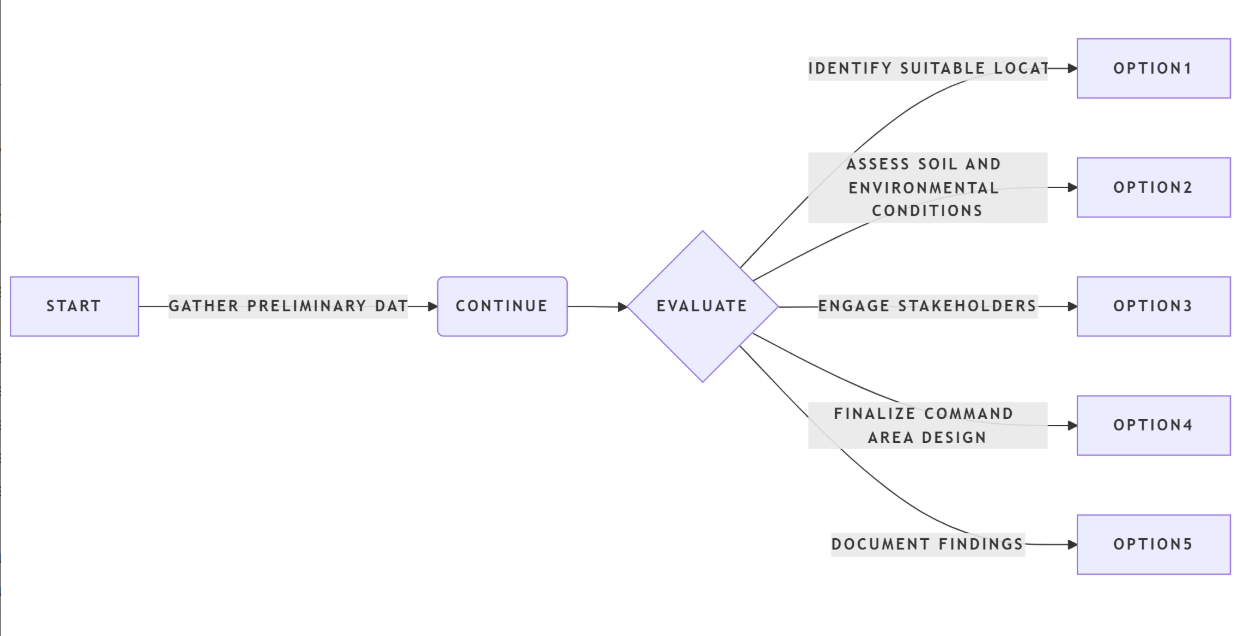 IDENTIFY SUITABLE LOCAT
OPTION1
ASSESS SOIL AND
ENVIRONMENTAL
CONDITIONS
OPTION2
START
GATHER PRELIMINARY DAT
CONTINUE
EVALUATE
ENGAGE STAKEHOLDERS
OPTION3
FINALIZE COMMAND
AREA DESIGN
OPTION4
DOCUMENT FINDINGS
OPTION5